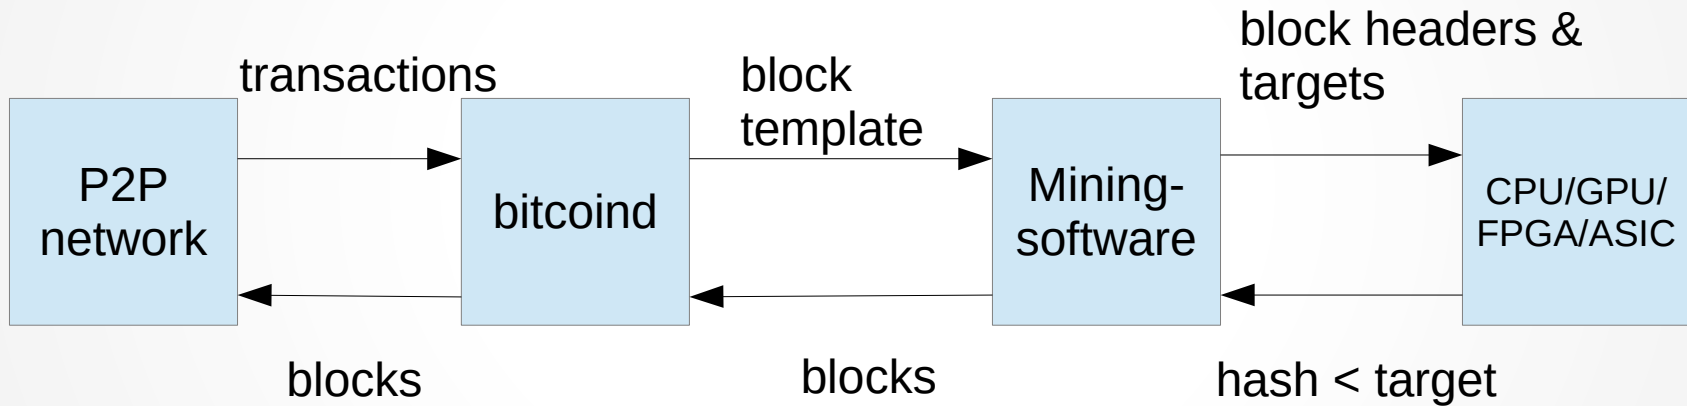 transactions
block
template
block headers &
targets
P2P
network
bitcoind
Mining-
software
CPU/GPU/
FPGA/ASIC
blocks
blocks
hash < target